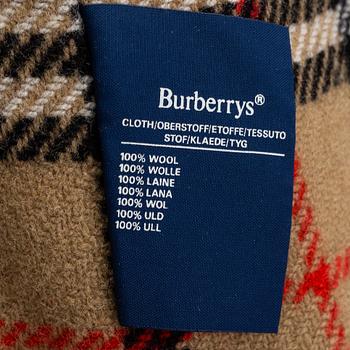 Burberrys®
CLOTH/OBERSTOFF/ETOFFE/TESSUTO
STOF/KLAEDE/TYG
100% WOOL
100% WOLLE
100% LAINE
100% LANA
100% WOL
100% ULD
100% ULL